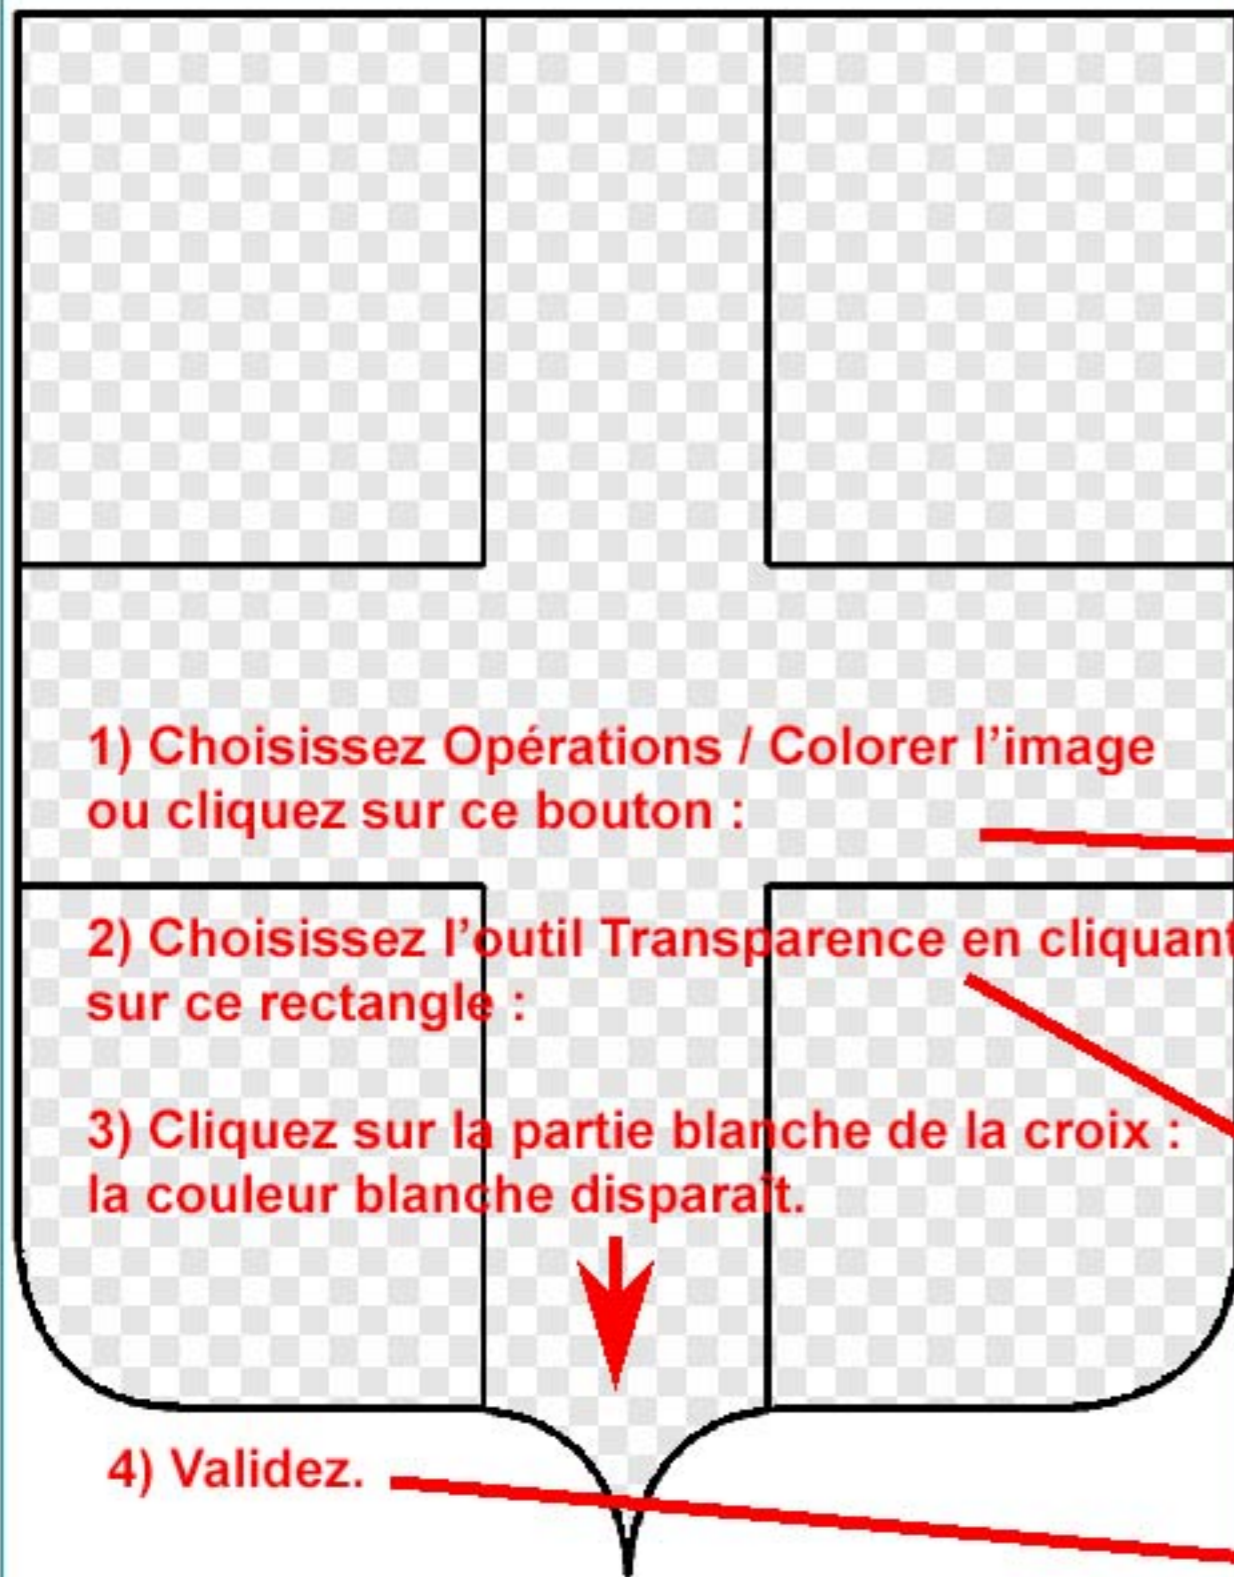 1) Choisissez Opérations / Colorer l’image
ou cliquez sur ce bouton :
2) Choisissez l’outil Transparence en cliquant
sur ce rectangle :
3) Cliquez sur la partie blanche de la croix :
la couleur blanche disparaît.
4) Validez.